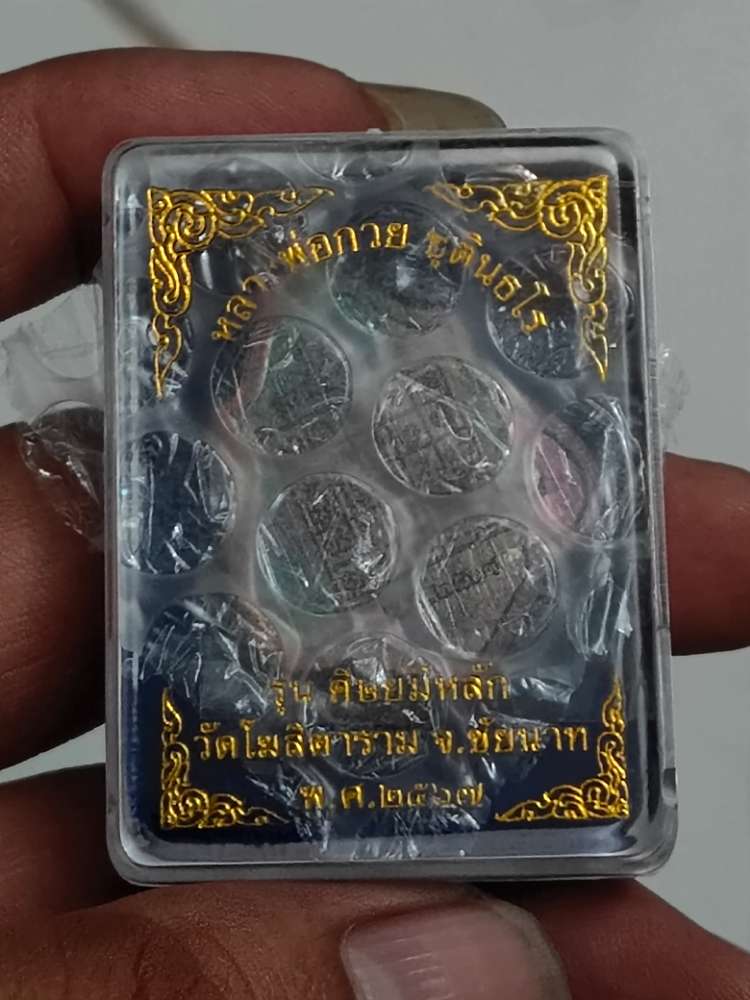 หลวงพ่อกวย ชุตินธโร
รุ่น ศิษย์มีหลัก
วัดโฆสิตาราม จ.ชัยนาท
พ.ศ.๒๕๖๗